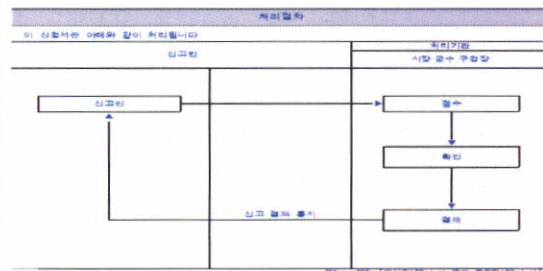 처리절차
이 신청서는 아래와 같이 처리됩니다
신고인
처리기관
시장 군수 구청장
신고인
접수
확인
신고 결과 통지
결재